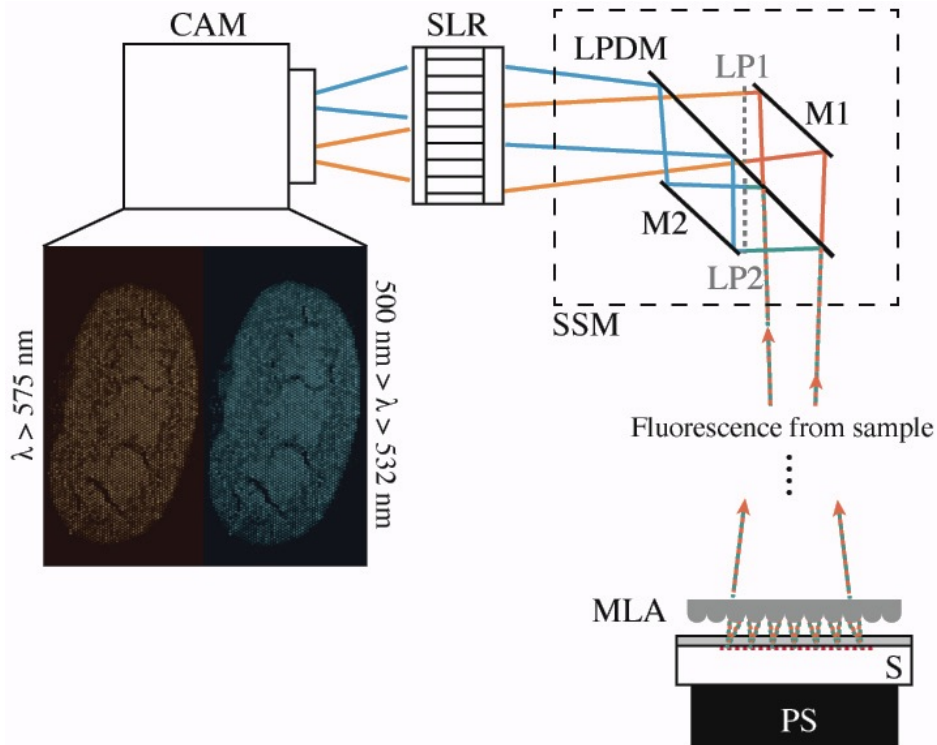 CAM
SLR
LPDM
LP1
M1
M2
LP2
SSM
λ > 575 nm
500 nm > λ > 532 nm
Fluorescence from sample
MLA
S
PS